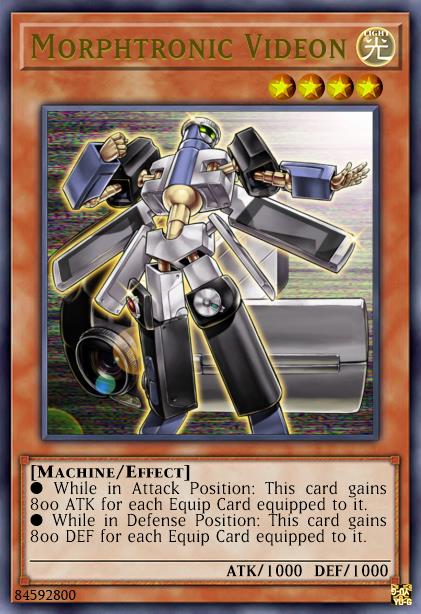 Morphtronic Videon
LIGHT
光
[Machine/Effect]
● While in Attack Position: This card gains
800 ATK for each Equip Card equipped to it.
● While in Defense Position: This card gains
800 DEF for each Equip Card equipped to it.
ATK/1000 DEF/1000
84592800